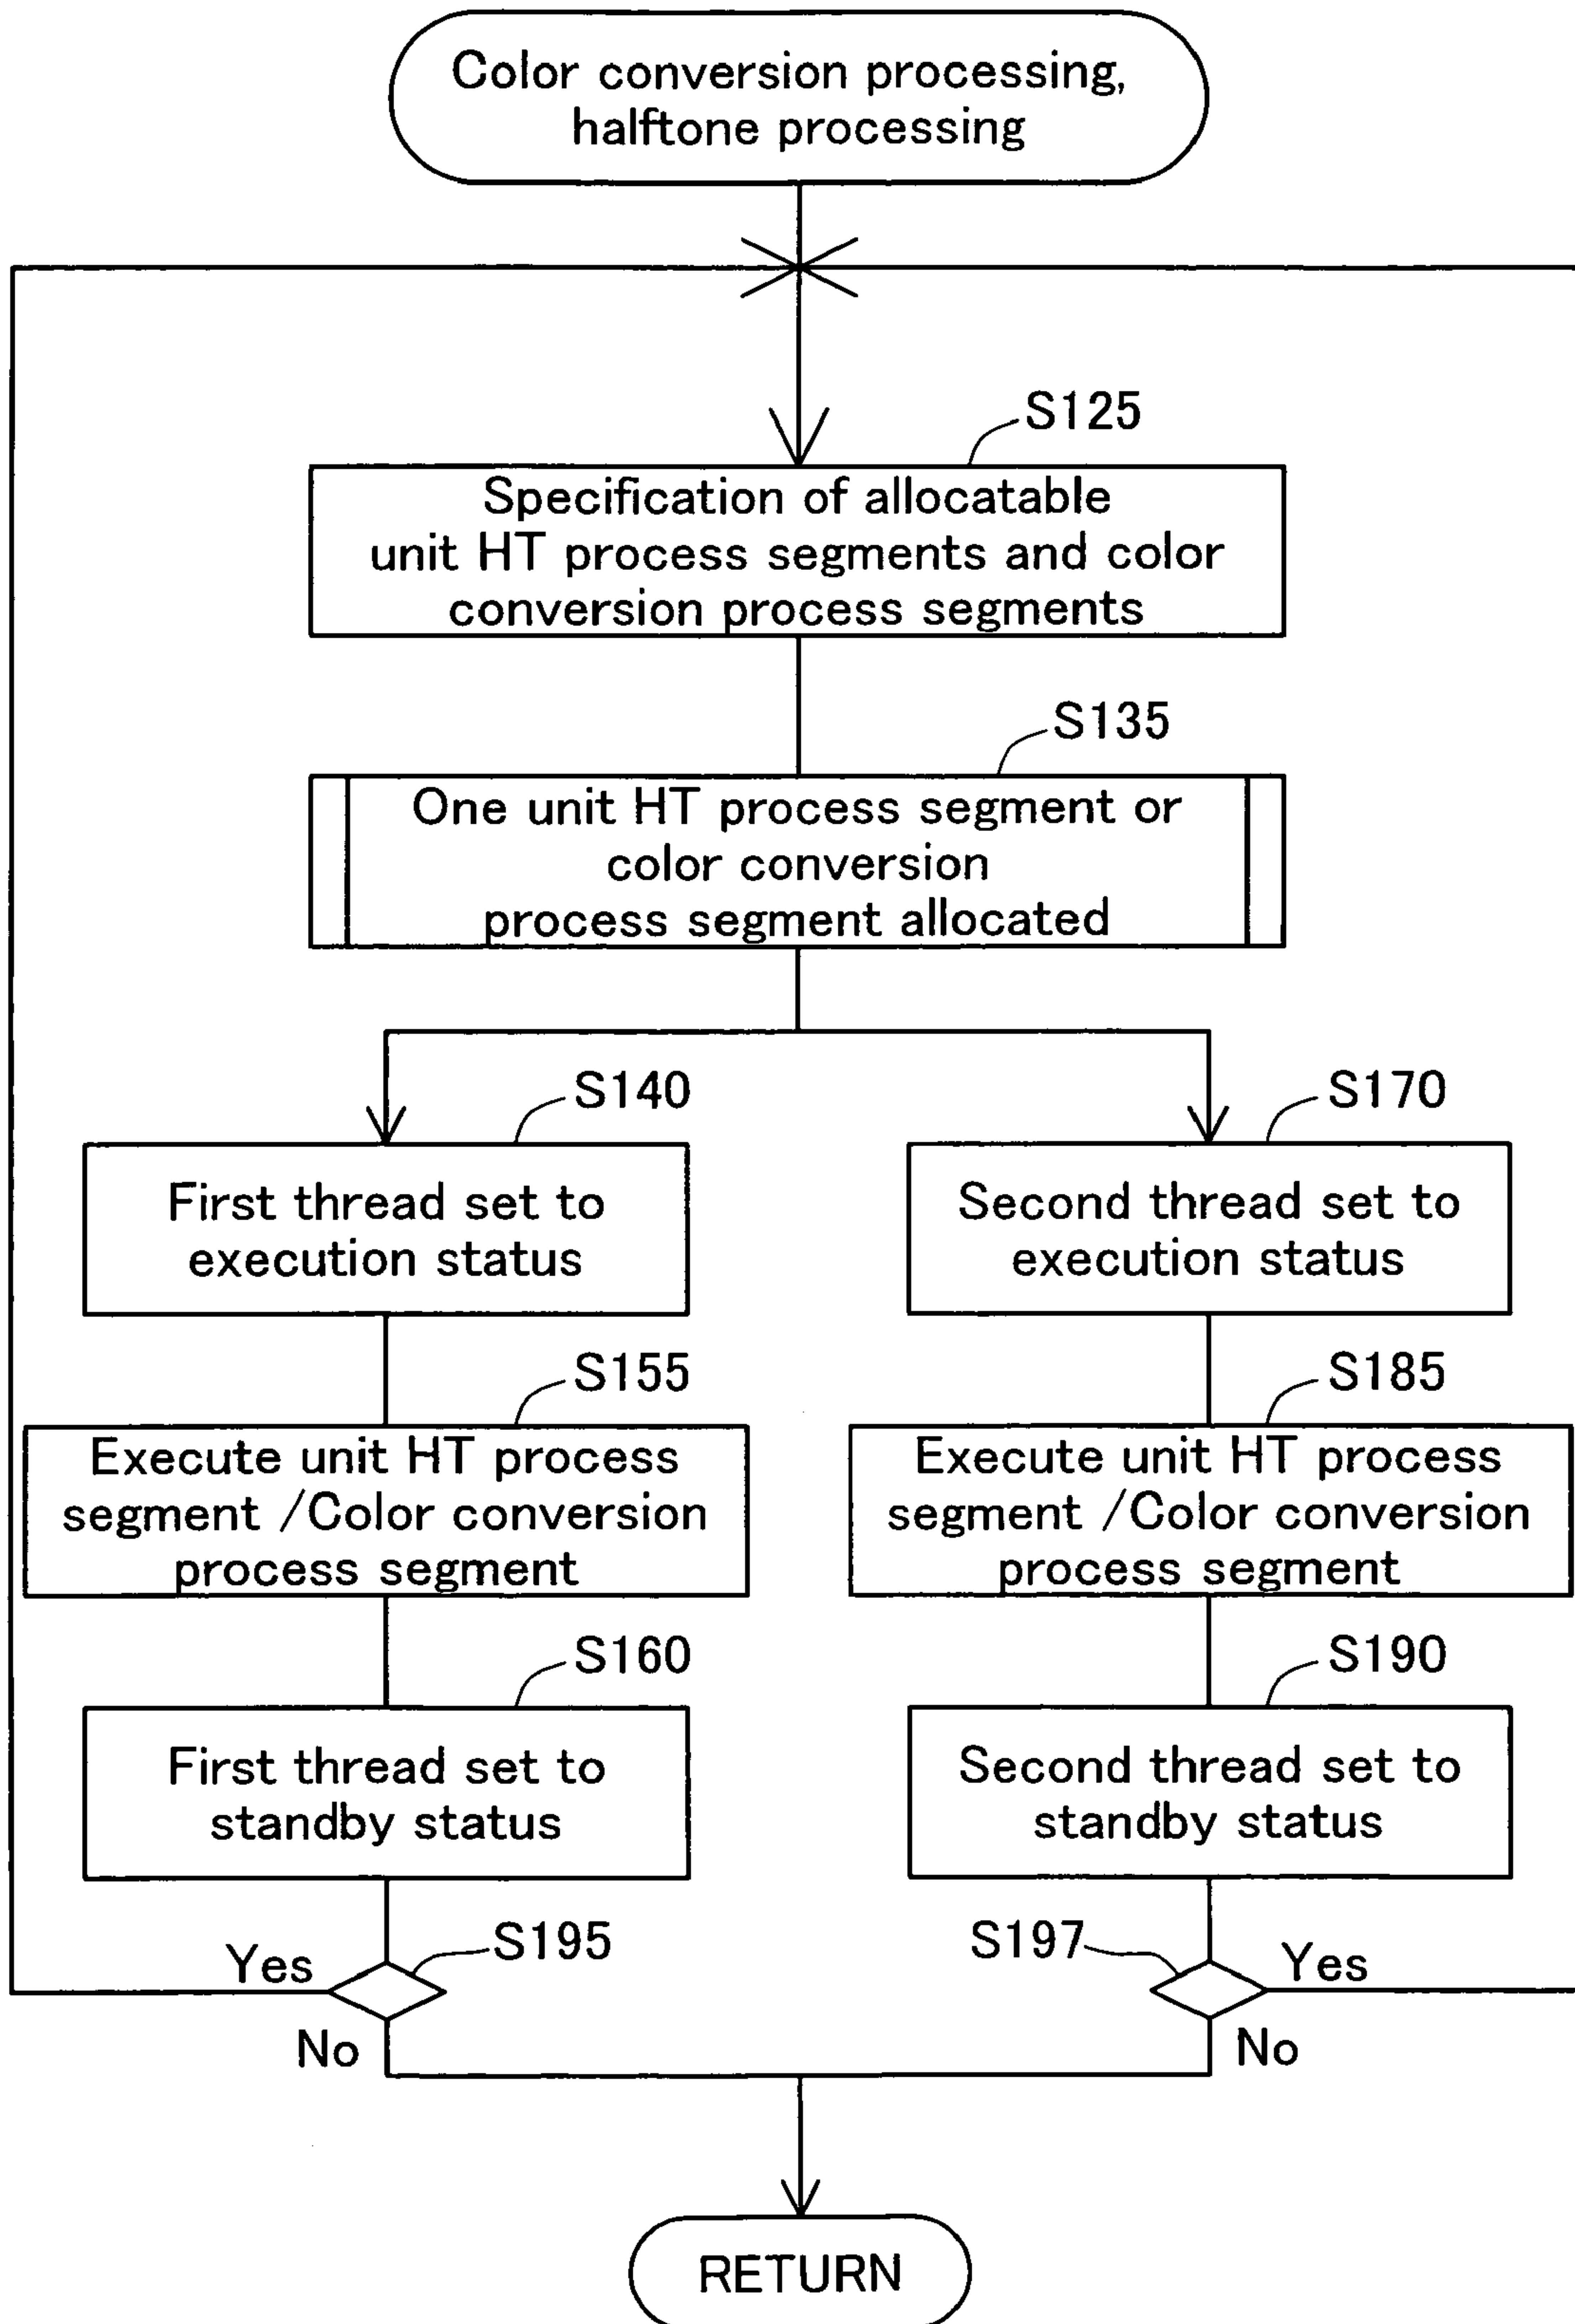 Color conversion processing,
halftone processing
S125
Specification of allocatable
unit HT process segments and color
conversion process segments
S135
One unit HT process segment or
color conversion
process segment allocated
S140
First thread set to
execution status
S170
Second thread set to
execution status
S155
Execute unit HT process
segment /Color conversion
process segment
S185
Execute unit HT process
segment /Color conversion
process segment
S160
First thread set to
standby status
S190
Second thread set to
standby status
S195
Yes
No
S197
Yes
No
RETURN